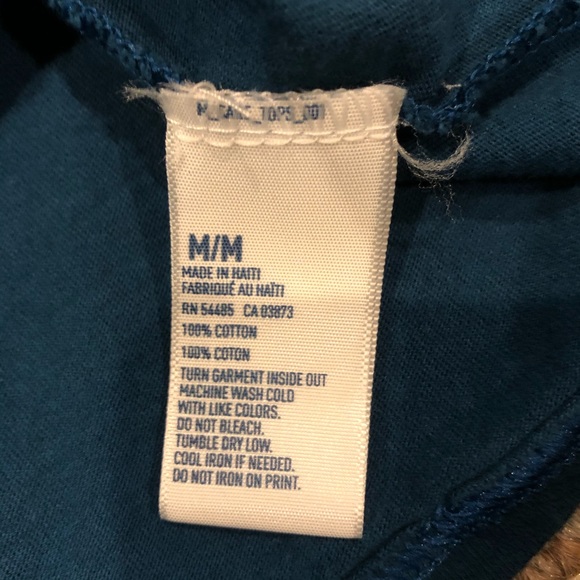 M/M
MADE IN HAITI
FABRIQUÉ AU HAÏTI
RN 54485 CA 03873
100% COTTON
100% COTON
TURN GARMENT INSIDE OUT
MACHINE WASH COLD
WITH LIKE COLORS.
DO NOT BLEACH.
TUMBLE DRY LOW.
COOL IRON IF NEEDED.
DO NOT IRON ON PRINT.